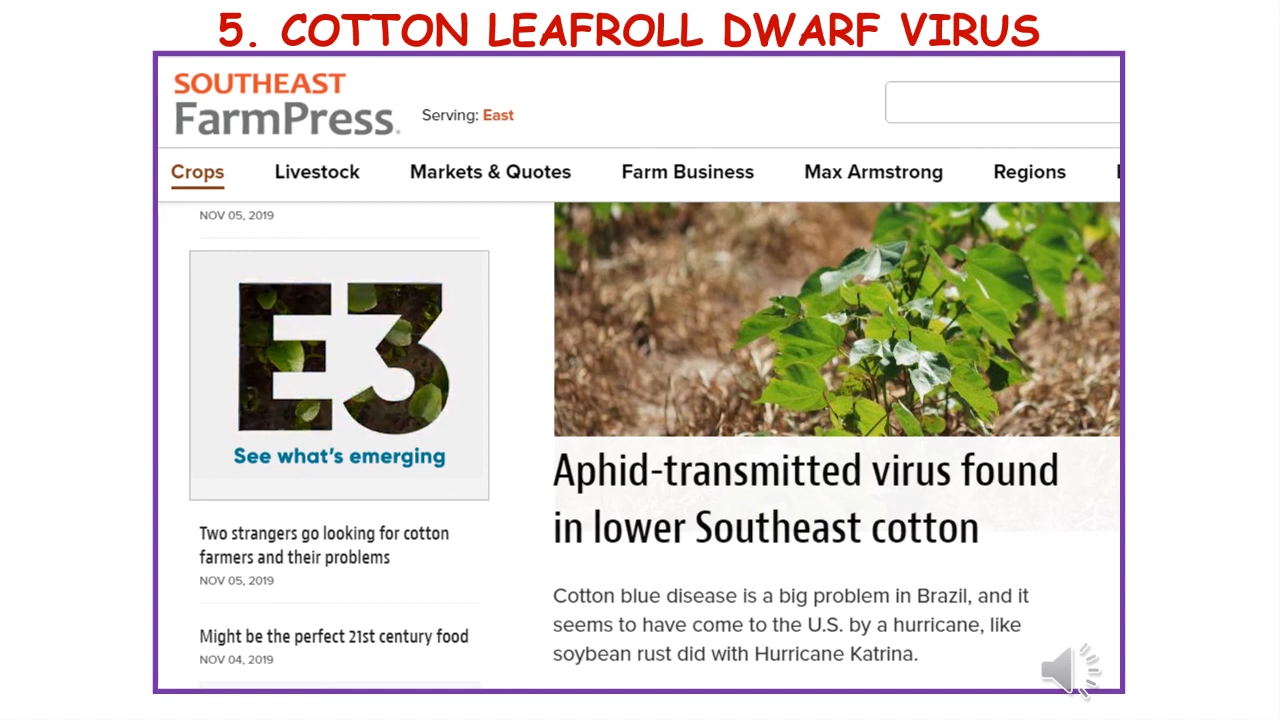 5. COTTON LEAFROLL DWARF VIRUS
SOUTHEAST
FarmPress.
Serving: East
Crops Livestock Markets & Quotes Farm Business Max Armstrong Regions
NOV 05, 2019
E3
See what's emerging
Two strangers go looking for cotton
farmers and their problems
NOV 05, 2019
Might be the perfect 21st century food
NOV 04, 2019
Aphid-transmitted virus found
in lower Southeast cotton
Cotton blue disease is a big problem in Brazil, and it
seems to have come to the U.S. by a hurricane, like
soybean rust did with Hurricane Katrina.